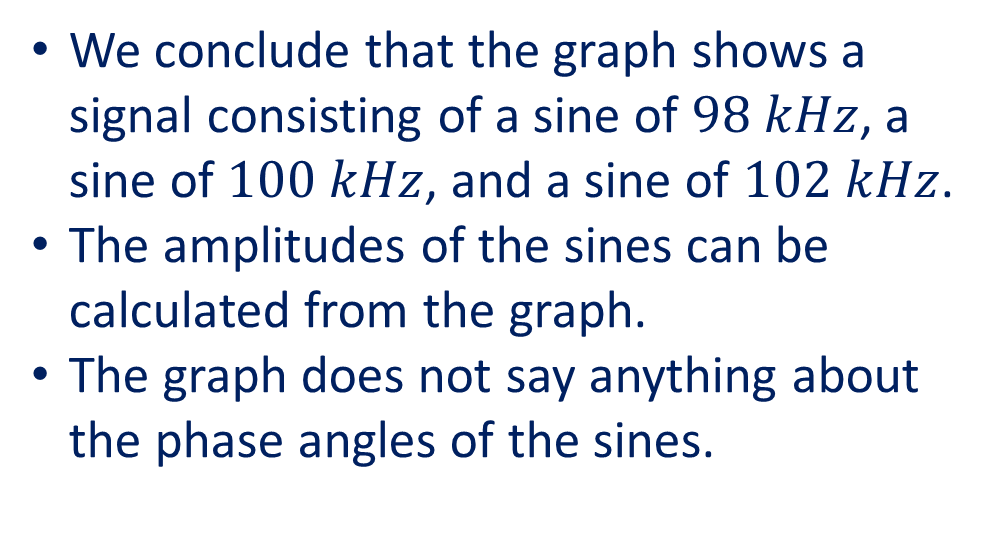 • We conclude that the graph shows a
signal consisting of a sine of 98 kHz, a
sine of 100 kHz, and a sine of 102 kHz.
• The amplitudes of the sines can be
calculated from the graph.
• The graph does not say anything about
the phase angles of the sines.